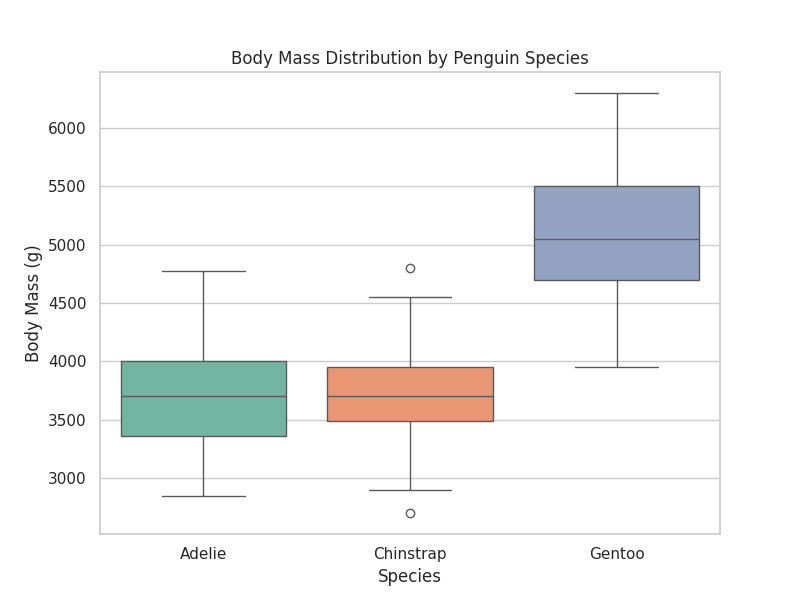 Body Mass Distribution by Penguin Species
Body Mass (g)
6000
5500
5000
4500
4000
3500
3000
Adelie
Chinstrap
Gentoo
Species